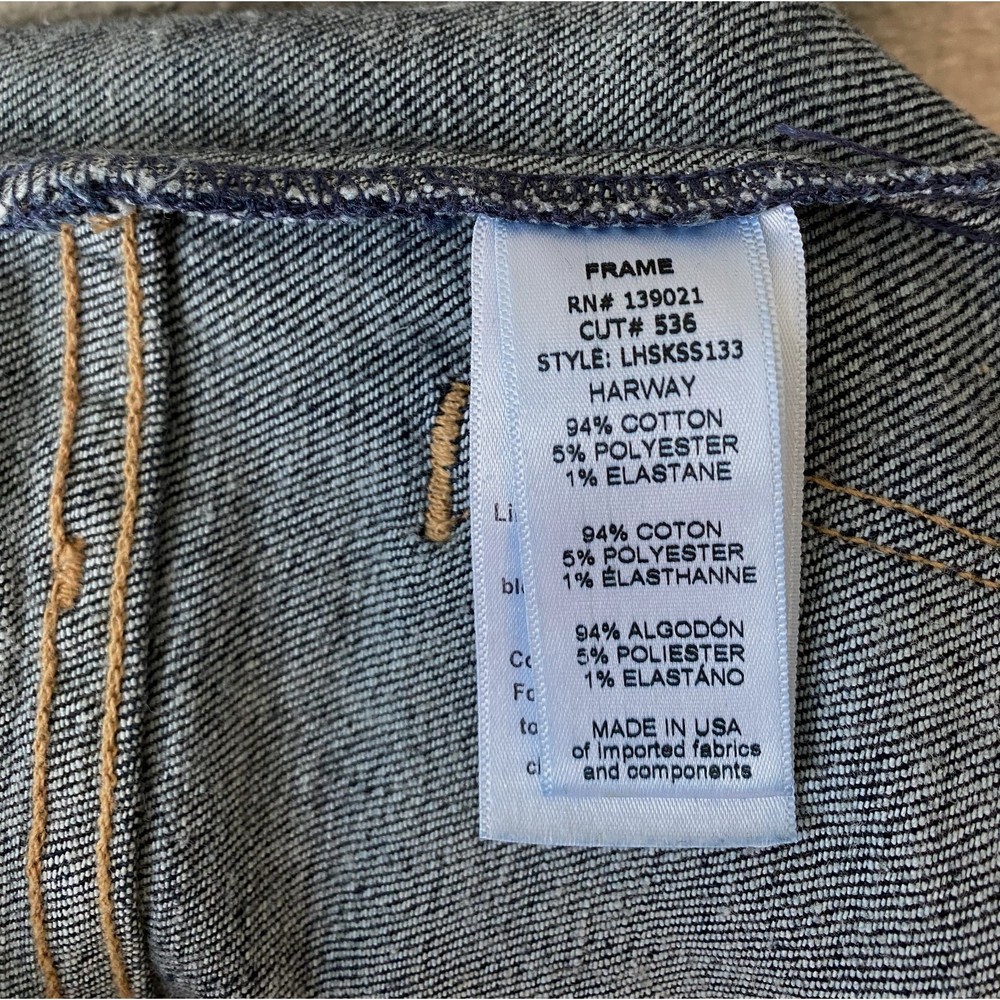 FRAME
RN# 139021
CUT# 536
STYLE: LHSKSS133
HARWAY
94% COTTON
5% POLYESTER
1% ELASTANE
94% COTON
5% POLYESTER
1% ÉLASTHANNE
94% ALGODÓN
5% POLIESTER
1% ELASTÁNO
MADE IN USA
of imported fabrics
and components